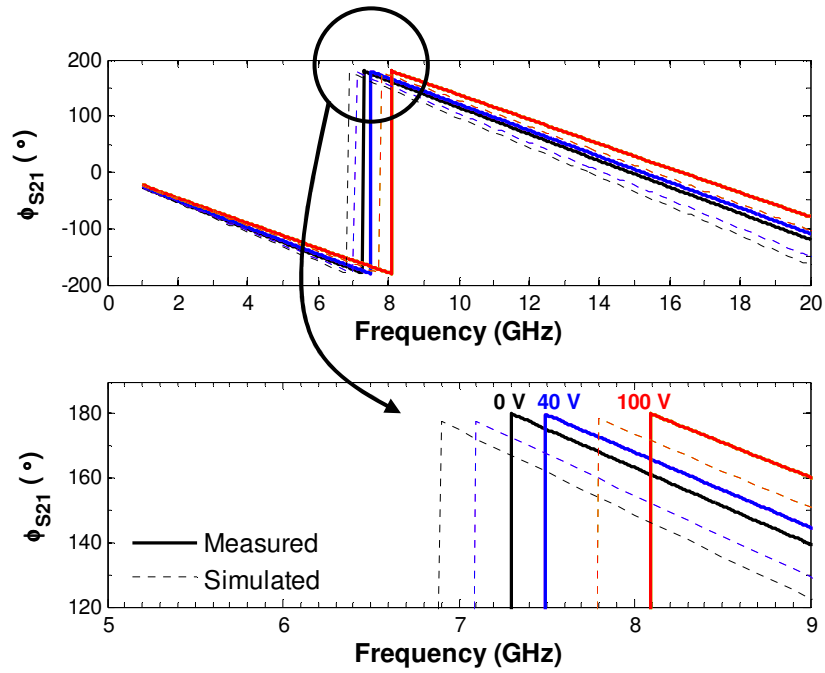 200
100
0
-100
-200
ϕS21 (°)
0 2 4 6 8 10 12 14 16 18 20
Frequency (GHz)
180
160
140
120
ϕS21 (°)
0 V 40 V 100 V
Measured
Simulated
5 6 7 8 9
Frequency (GHz)